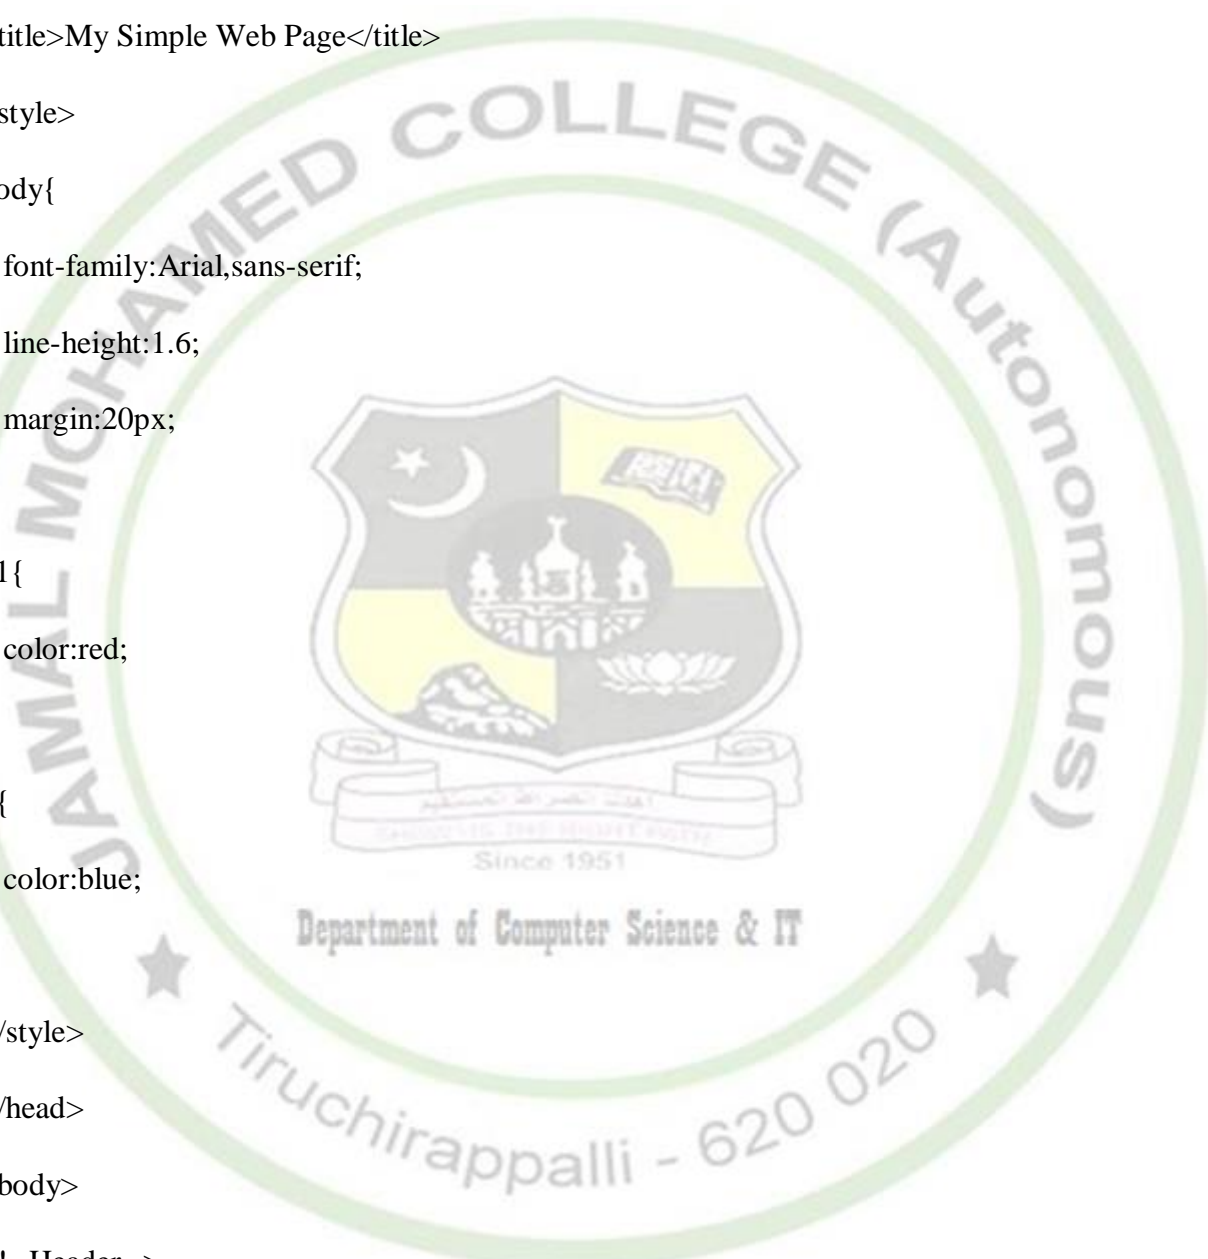 title>My Simple Web Page</title>
style>
ody{
font-family:Arial,sans-serif;
line-height:1.6;
margin:20px;
1{
color:red;
{
color:blue;
/style>
/head>
body>
Header
JAMAL MOHAMED COLLEGE (Autonomous)
Since 1951
Department of Computer Science & IT
Tiruchirappalli - 620 020